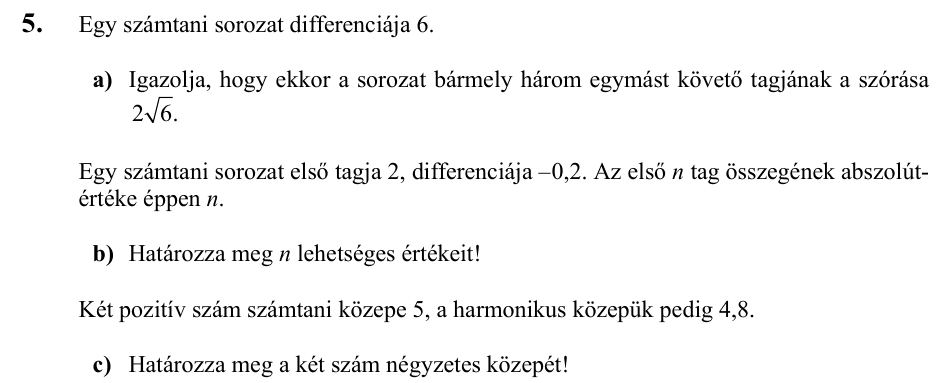 5. Egy számtani sorozat differenciája 6.
a) Igazolja, hogy ekkor a sorozat bármely három egymást követő tagjának a szórása
2√6.
Egy számtani sorozat első tagja 2, differenciája –0,2. Az első n tag összegének abszolút-
értéke éppen n.
b) Határozza meg n lehetséges értékeit!
Két pozitív szám számtani közepe 5, a harmonikus közepük pedig 4,8.
c) Határozza meg a két szám négyzetes közepét!